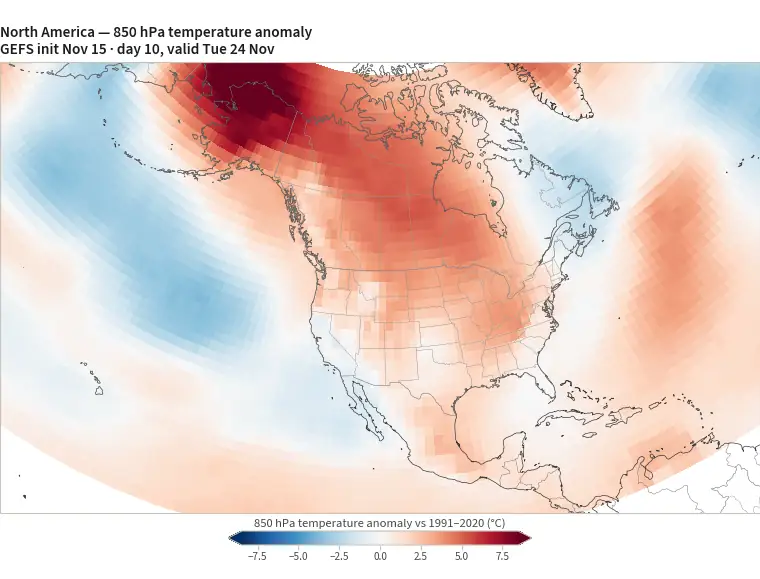 North America — 850 hPa temperature anomaly
GEFS init Nov 15 · day 10, valid Tue 24 Nov
850 hPa temperature anomaly vs 1991–2020 (°C)
−7.5 −5.0 −2.5 0.0 2.5 5.0 7.5